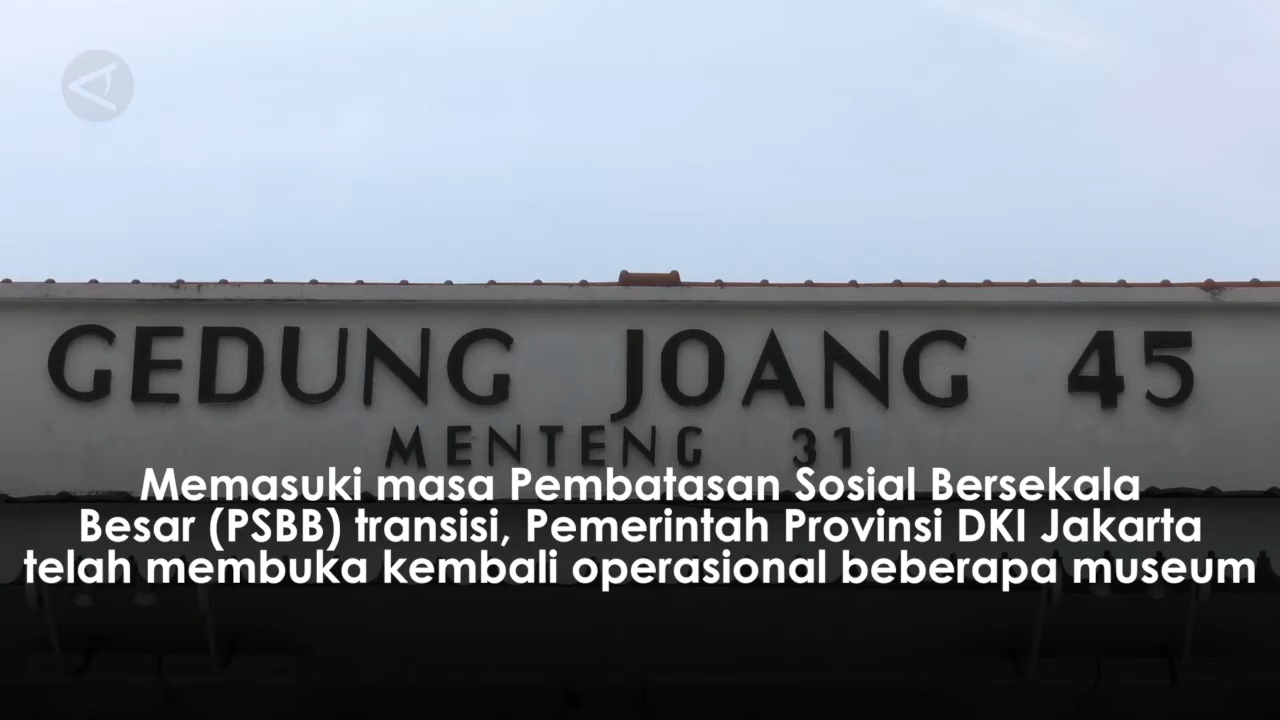 GEDUNG JOANG 45
MENTENG 31
Memasuki masa Pembatasan Sosial Bersekala
Besar (PSBB) transisi, Pemerintah Provinsi DKI Jakarta
telah membuka kembali operasional beberapa museum